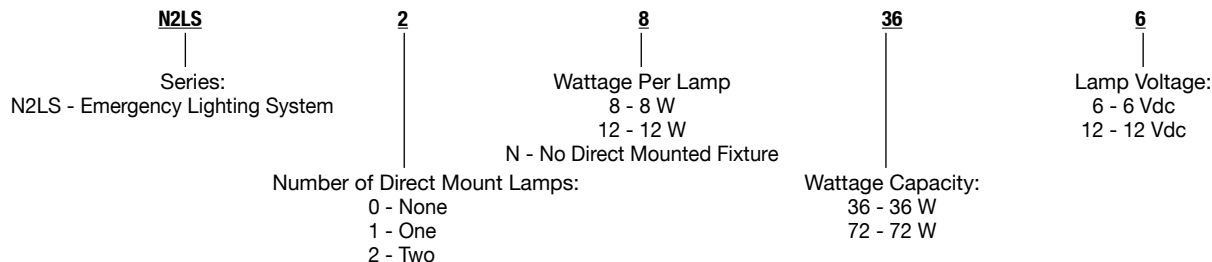 N2LS 2 8 36 6
Series:
N2LS - Emergency Lighting System
Wattage Per Lamp
8 - 8 W
12 - 12 W
N - No Direct Mounted Fixture
Lamp Voltage:
6 - 6 Vdc
12 - 12 Vdc
Number of Direct Mount Lamps:
0 - None
1 - One
2 - Two
Wattage Capacity:
36 - 36 W
72 - 72 W